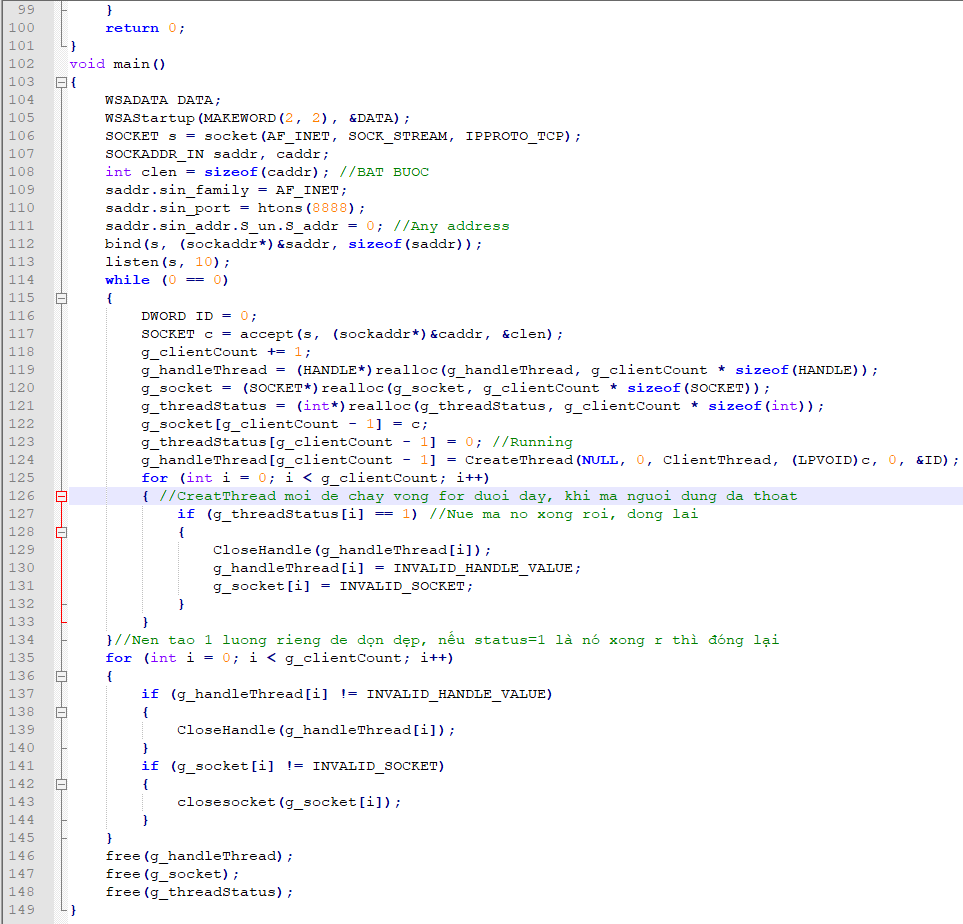 99 }
100 return 0;
101 }
102 void main()
103 {
104 WSADATA DATA;
105 WSAStartup(MAKEWORD(2, 2), &DATA);
106 SOCKET s = socket(AF_INET, SOCK_STREAM, IPPROTO_TCP);
107 SOCKADDR_IN saddr, caddr;
108 int clen = sizeof(caddr); //BAT BUOC
109 saddr.sin_family = AF_INET;
110 saddr.sin_port = htons(8888);
111 saddr.sin_addr.S_un.S_addr = 0; //Any address
112 bind(s, (sockaddr*)&saddr, sizeof(saddr));
113 listen(s, 10);
114 while (0 == 0)
115 {
116 DWORD ID = 0;
117 SOCKET c = accept(s, (sockaddr*)&caddr, &clen);
118 g_clientCount += 1;
119 g_handleThread = (HANDLE*)realloc(g_handleThread, g_clientCount * sizeof(HANDLE));
120 g_socket = (SOCKET*)realloc(g_socket, g_clientCount * sizeof(SOCKET));
121 g_threadStatus = (int*)realloc(g_threadStatus, g_clientCount * sizeof(int));
122 g_socket[g_clientCount - 1] = c;
123 g_threadStatus[g_clientCount - 1] = 0; //Running
124 g_handleThread[g_clientCount - 1] = CreateThread(NULL, 0, ClientThread, (LPVOID)c, 0, &ID);
125 for (int i = 0; i < g_clientCount; i++)
126 { //CreatThread moi de chay vong for duoi day, khi ma nguoi dung da thoat
127 if (g_threadStatus[i] == 1) //Nue ma no xong roi, dong lai
128 {
129 CloseHandle(g_handleThread[i]);
130 g_handleThread[i] = INVALID_HANDLE_VALUE;
131 g_socket[i] = INVALID_SOCKET;
132 }
133 }
134 }//Nen tao 1 luong rieng de dọn dẹp, nếu status=1 là nó xong r thì đóng lại
135 for (int i = 0; i < g_clientCount; i++)
136 {
137 if (g_handleThread[i] != INVALID_HANDLE_VALUE)
138 {
139 CloseHandle(g_handleThread[i]);
140 }
141 if (g_socket[i] != INVALID_SOCKET)
142 {
143 closesocket(g_socket[i]);
144 }
145 }
146 free(g_handleThread);
147 free(g_socket);
148 free(g_threadStatus);
149 }